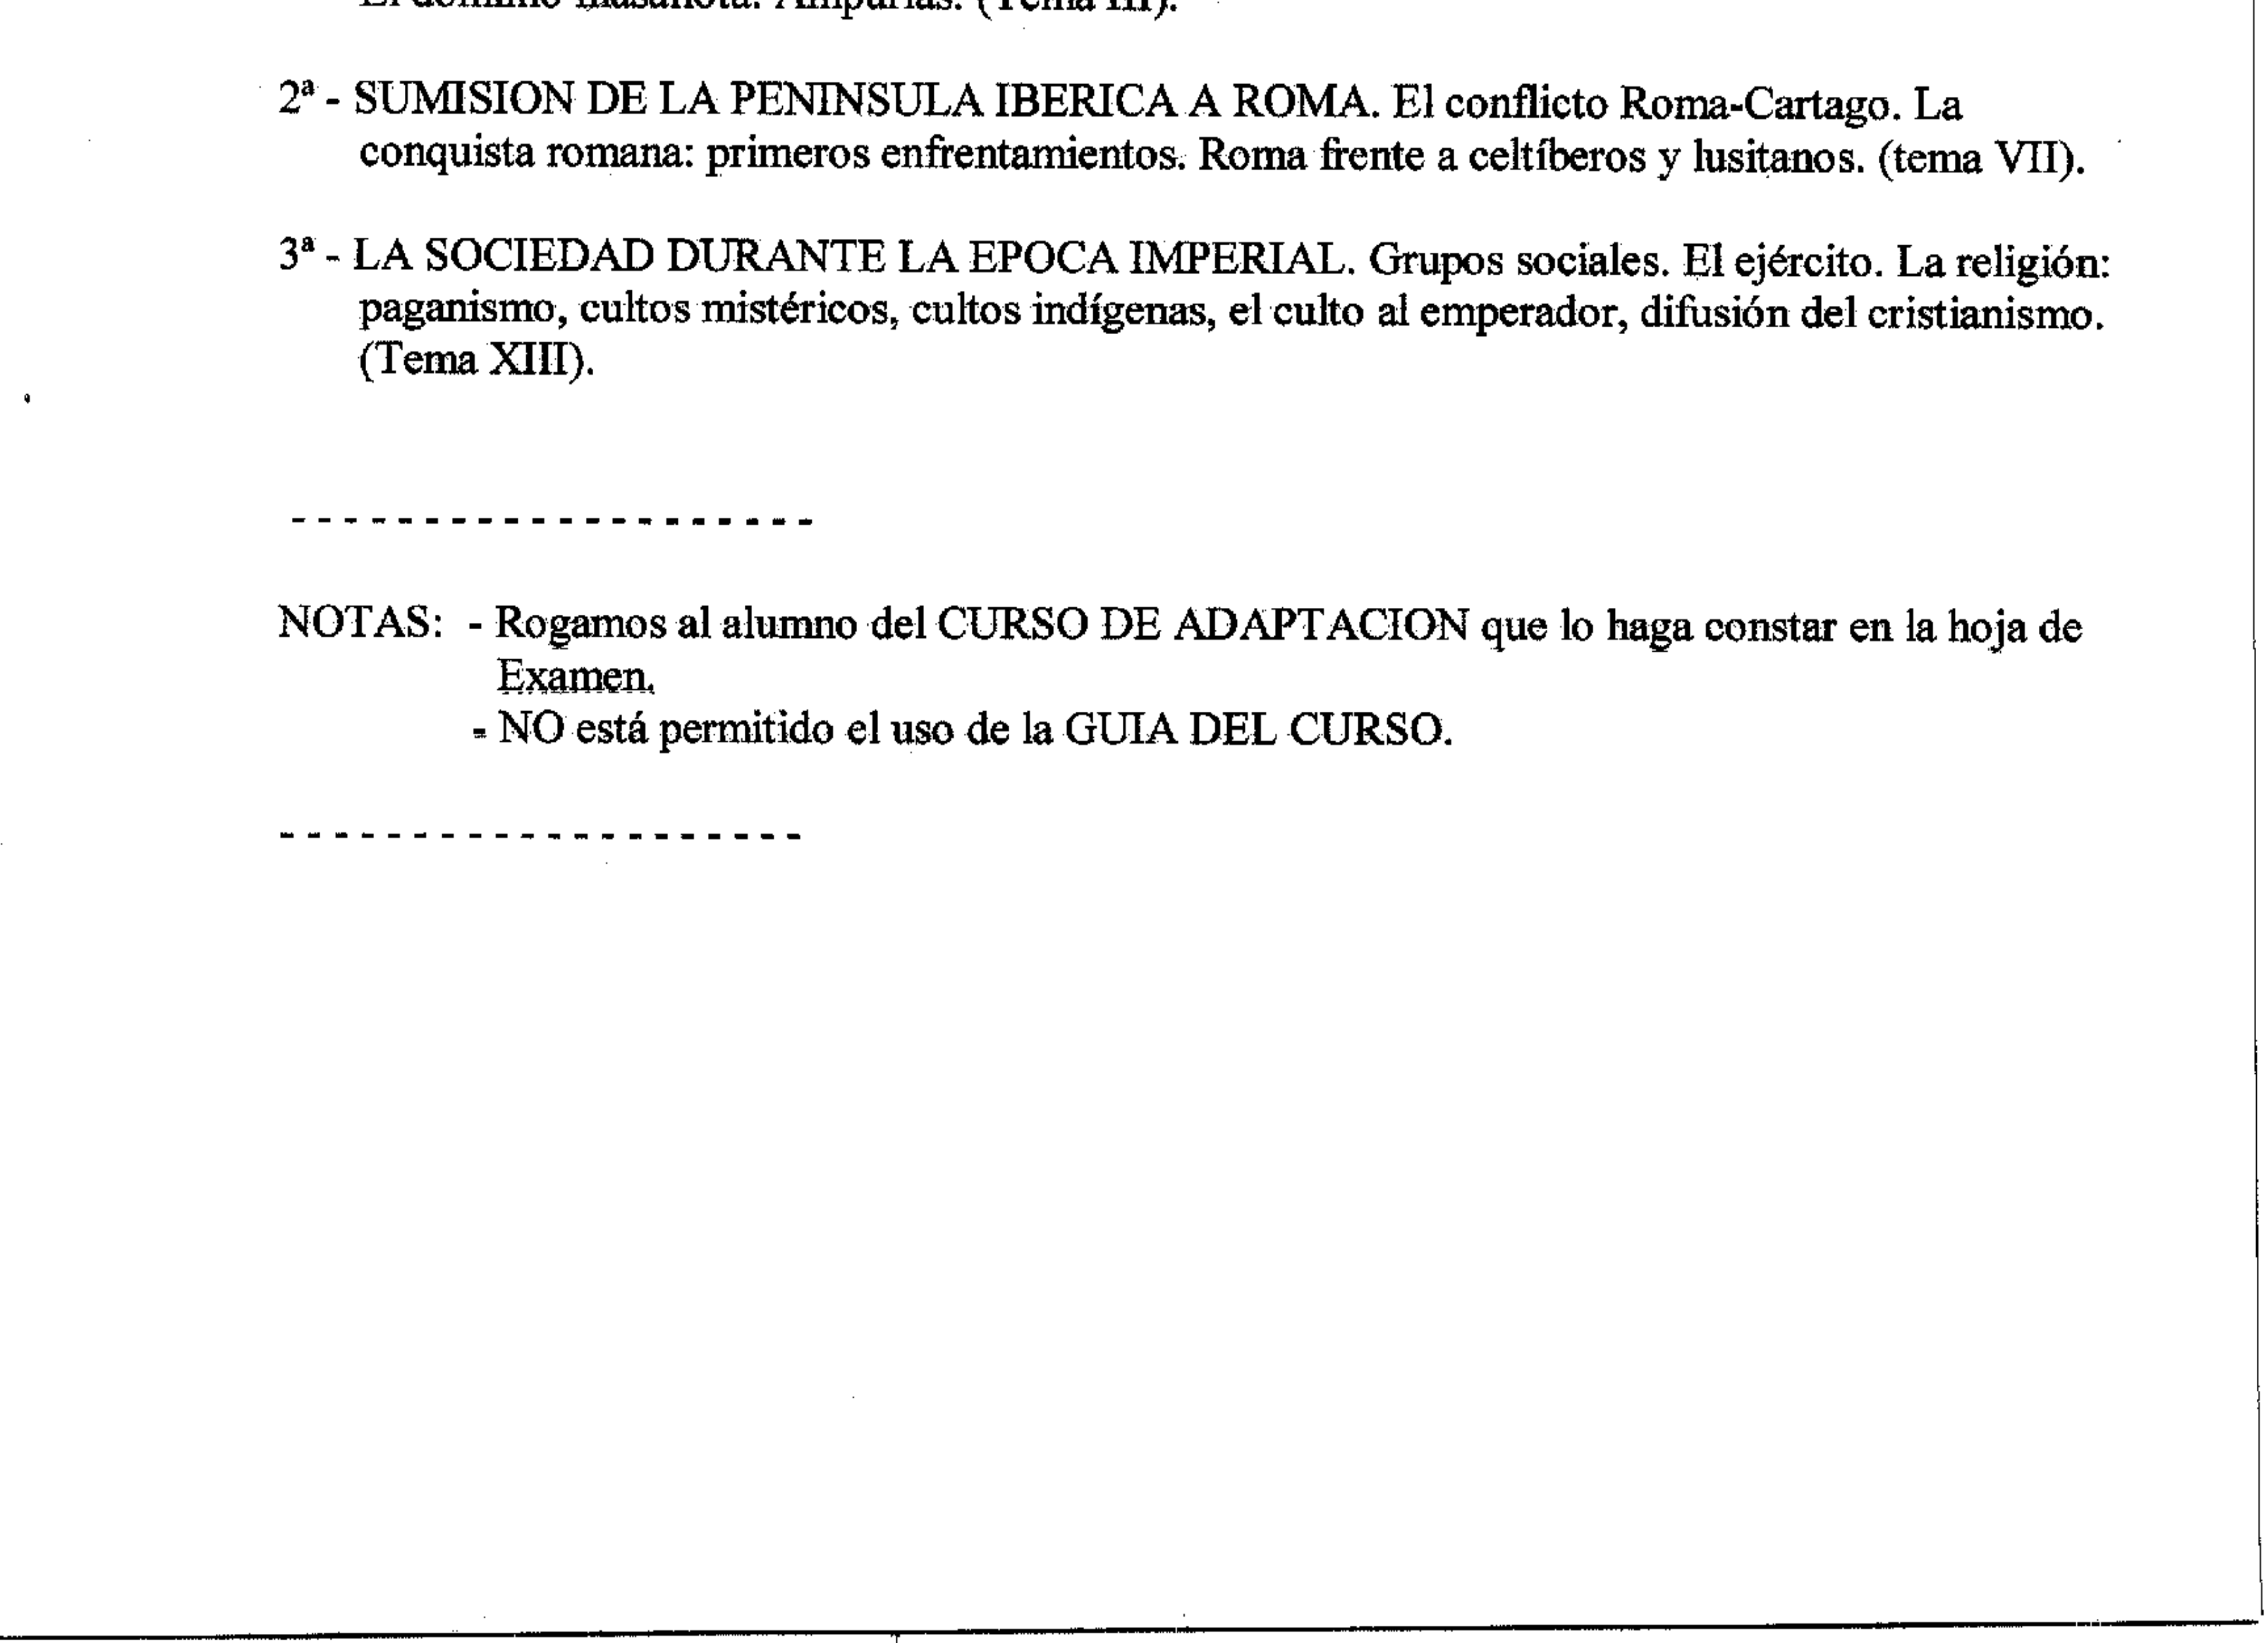 El dominio masaliota. Ampurias. (Tema III).
2ª - SUMISION DE LA PENINSULA IBERICA A ROMA. El conflicto Roma-Cartago. La
conquista romana: primeros enfrentamientos. Roma frente a celtíberos y lusitanos. (tema VII).
3ª - LA SOCIEDAD DURANTE LA EPOCA IMPERIAL. Grupos sociales. El ejército. La religión:
paganismo, cultos mistéricos, cultos indígenas, el culto al emperador, difusión del cristianismo.
(Tema XIII).
---------------------
NOTAS: - Rogamos al alumno del CURSO DE ADAPTACION que lo haga constar en la hoja de
Examen.
- NO está permitido el uso de la GUIA DEL CURSO.
---------------------